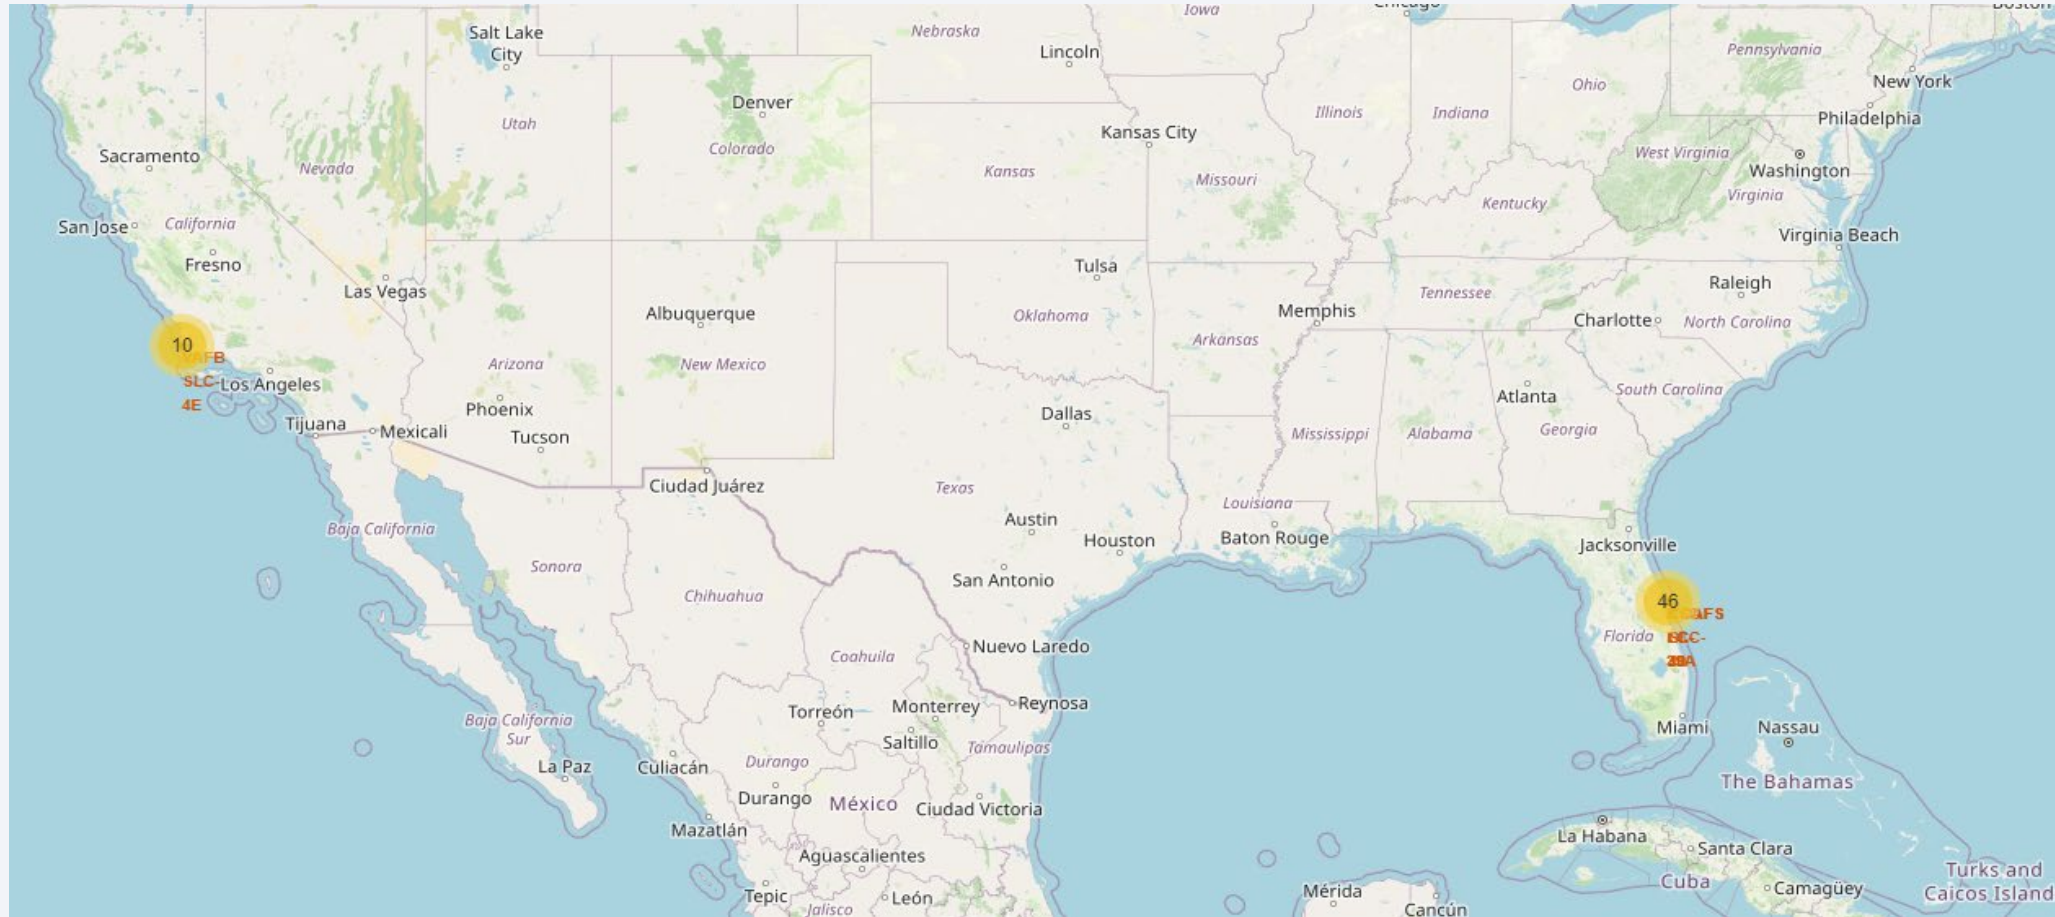 Iowa
Boston
Salt Lake
City
Nebraska
Lincoln
Pennsylvania
New York
Ohio
Denver
Utah
Illinois
Indiana
Philadelphia
Kansas City
Colorado
Sacramento
Nevada
Kansas
Missouri
West Virginia
Washington
Virginia
Kentucky
San Jose
California
Virginia Beach
Fresno
Tulsa
Las Vegas
Raleigh
Tennessee
Albuquerque
Oklahoma
Memphis
Charlotte
North Carolina
10
AFB
Arkansas
Arizona
New Mexico
SLC-
Los Angeles
South Carolina
4E
Atlanta
Phoenix
Dallas
Tijuana
Mexicali
Tucson
Mississippi
Alabama
Georgia
Ciudad Juárez
Texas
Louisiana
Austin
Baja California
Houston
Baton Rouge
Jacksonville
Sonora
San Antonio
Chihuahua
46
Florida
Nuevo Laredo
Coahuila
Torreón
Monterrey
Reynosa
Baja California
Sur
Miami
Nassau
Saltillo
Tamaulipas
La Paz
Culiacán
Durango
The Bahamas
Durango
México
Ciudad Victoria
Mazatlán
La Habana
Santa Clara
Aguascalientes
Turks and
Caicos Island
Cuba
Camagüey
Tepic
León
Mérida
Jalisco
Cancún